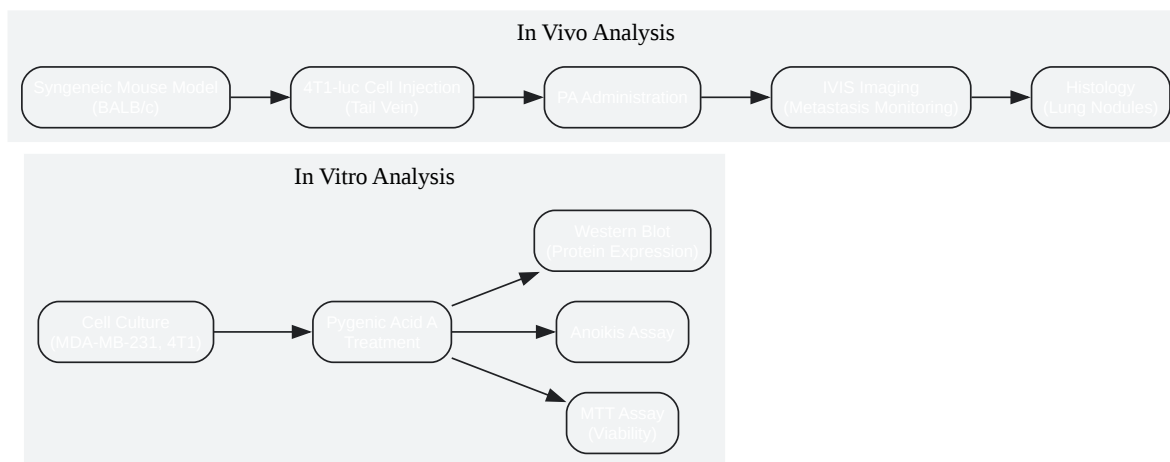 In Vivo Analysis
Syngeneic Mouse Model
(BALB/c)
4T1-luc Cell Injection
(Tail Vein)
PA Administration
IVIS Imaging
(Metastasis Monitoring)
Histology
(Lung Nodules)
In Vitro Analysis
Cell Culture
(MDA-MB-231, 4T1)
Pygenic Acid A
Treatment
Western Blot
(Protein Expression)
Anoikis Assay
MTT Assay
(Viability)